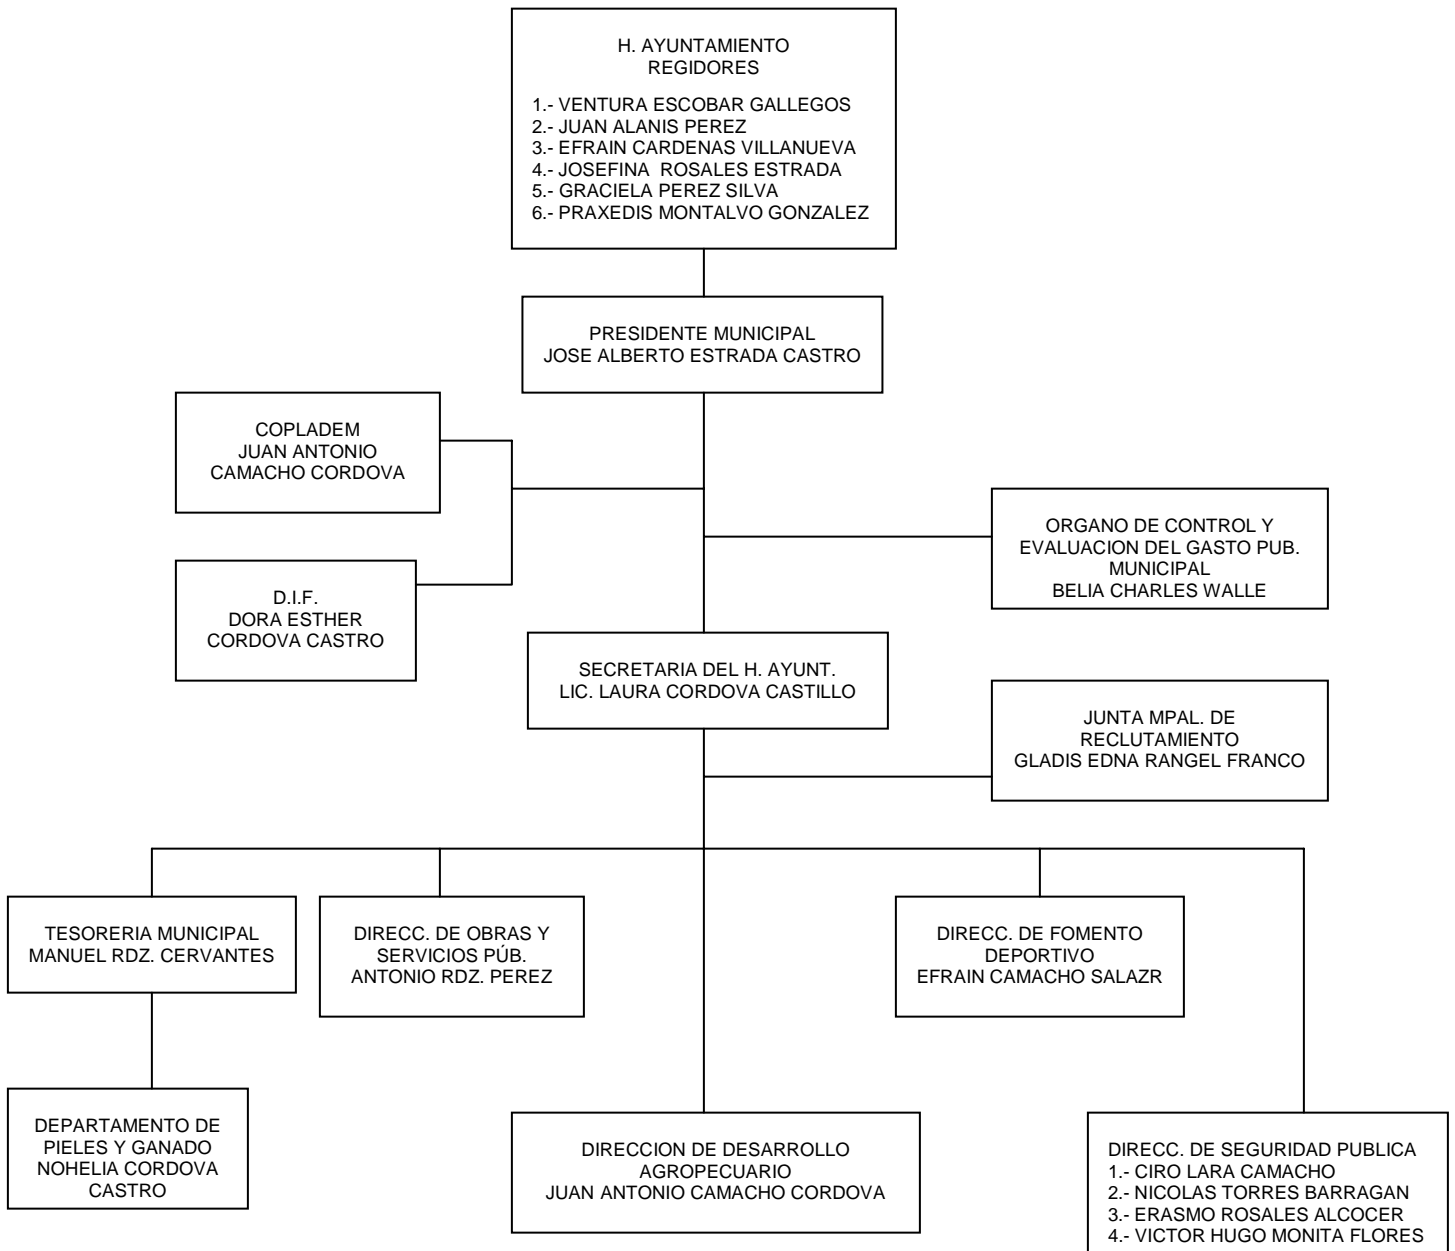 H. AYUNTAMIENTO
REGIDORES
1.- VENTURA ESCOBAR GALLEGOS
2.- JUAN ALANIS PEREZ
3.- EFRAIN CARDENAS VILLANUEVA
4.- JOSEFINA ROSALES ESTRADA
5.- GRACIELA PEREZ SILVA
6.- PRAXEDIS MONTALVO GONZALEZ
PRESIDENTE MUNICIPAL
JOSE ALBERTO ESTRADA CASTRO
COPLADEM
JUAN ANTONIO
CAMACHO CORDOVA
ORGANO DE CONTROL Y
EVALUACION DEL GASTO PUB.
MUNICIPAL
BELIA CHARLES WALLE
D.I.F.
DORA ESTHER
CORDOVA CASTRO
SECRETARIA DEL H. AYUNT.
LIC. LAURA CORDOVA CASTILLO
JUNTA MPAL. DE
RECLUTAMIENTO
GLADIS EDNA RANGEL FRANCO
TESORERIA MUNICIPAL
MANUEL RDZ. CERVANTES
DIRECC. DE OBRAS Y
SERVICIOS PÚB.
ANTONIO RDZ. PEREZ
DIRECC. DE FOMENTO
DEPORTIVO
EFRAIN CAMACHO SALAZR
DEPARTAMENTO DE
PIELES Y GANADO
NOHELIA CORDOVA
CASTRO
DIRECCION DE DESARROLLO
AGROPECUARIO
JUAN ANTONIO CAMACHO CORDOVA
DIRECC. DE SEGURIDAD PUBLICA
1.- CIRO LARA CAMACHO
2.- NICOLAS TORRES BARRAGAN
3.- ERASMO ROSALES ALCOCER
4.- VICTOR HUGO MONITA FLORES